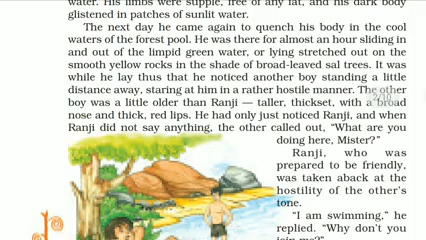 water. His limbs were supple, free of any fat, and his dark body
glistened in patches of sunlit water.
The next day he came again to quench his body in the cool
waters of the forest pool. He was there for almost an hour sliding in
and out of the limpid green water, or lying stretched out on the
smooth yellow rocks in the shade of broad-leaved sal trees. It was
while he lay thus that he noticed another boy standing a little
distance away, staring at him in a rather hostile manner. The other
boy was a little older than Ranji — taller, thickset, with a
nose and thick, red lips. He had only just noticed Ranji, and when
Ranji did not say anything, the other called out, “What are you
doing here, Mister?”
Ranji, who was
prepared to be friendly,
was taken aback at the
hostility of the other’s
tone.
“I am swimming,” he
replied. “Why don’t you
join me?”
2/10